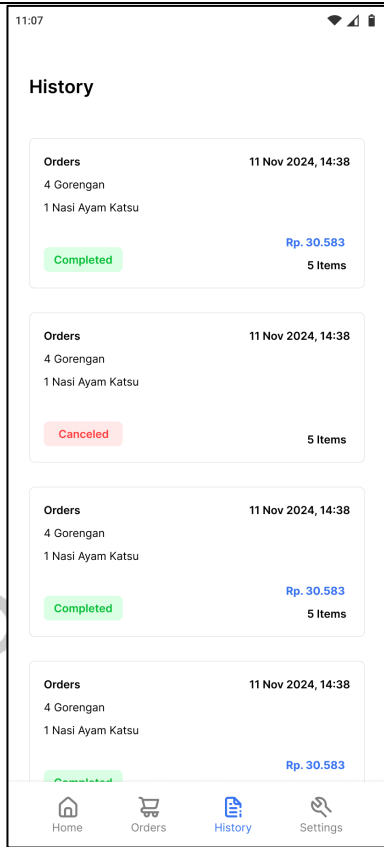 11:07
History
Orders 11 Nov 2024, 14:38
4 Gorengan
1 Nasi Ayam Katsu
Rp. 30.583
Completed
5 Items
Orders 11 Nov 2024, 14:38
4 Gorengan
1 Nasi Ayam Katsu
Canceled
5 Items
Orders 11 Nov 2024, 14:38
4 Gorengan
1 Nasi Ayam Katsu
Rp. 30.583
Completed
5 Items
Orders 11 Nov 2024, 14:38
4 Gorengan
1 Nasi Ayam Katsu
Rp. 30.583
Completed
Home Orders History Settings